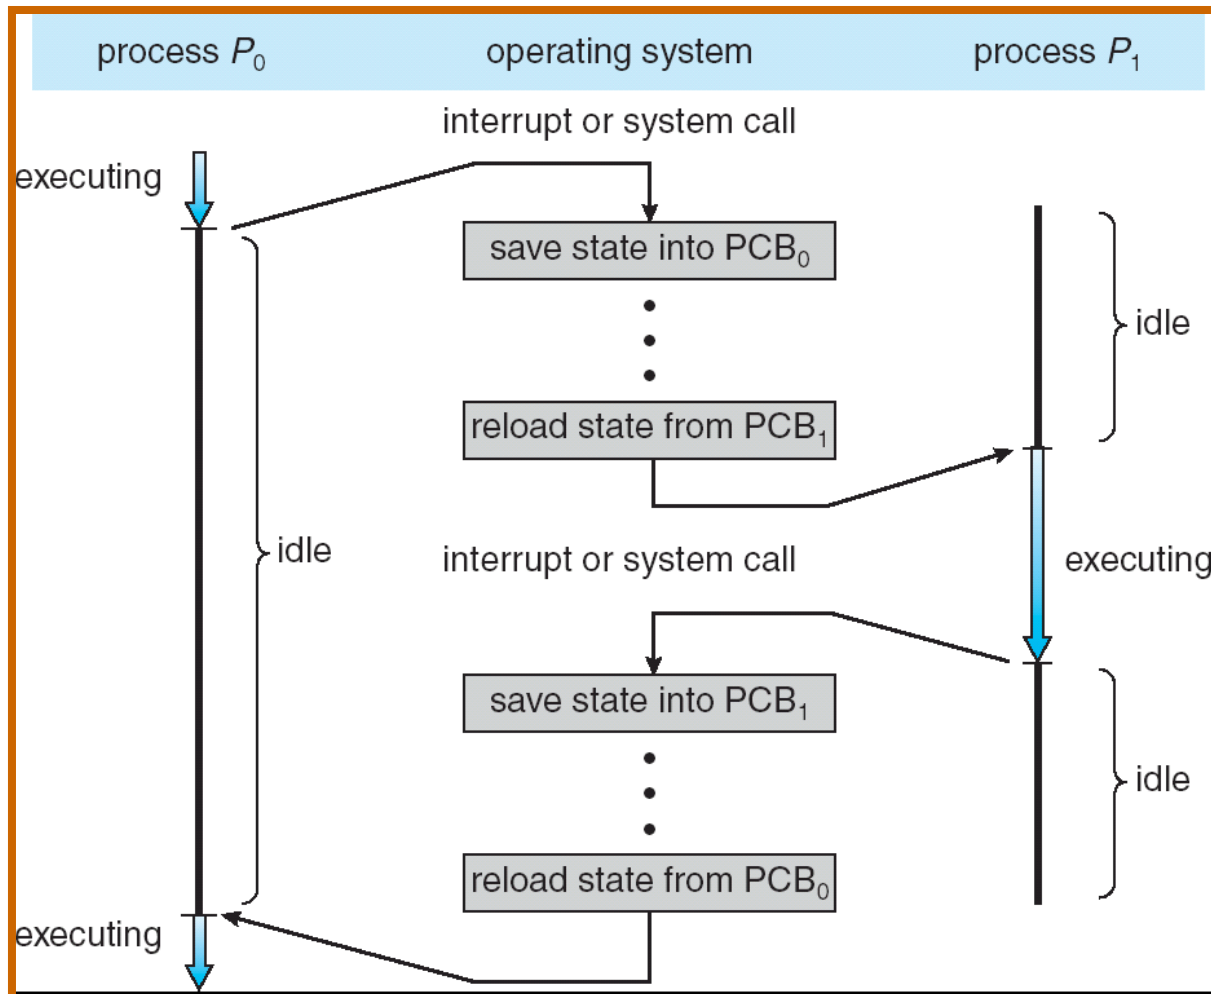 process P₀ operating system process P₁
interrupt or system call
executing
save state into PCB₀
idle
reload state from PCB₁
idle
interrupt or system call
executing
save state into PCB₁
idle
reload state from PCB₀
executing